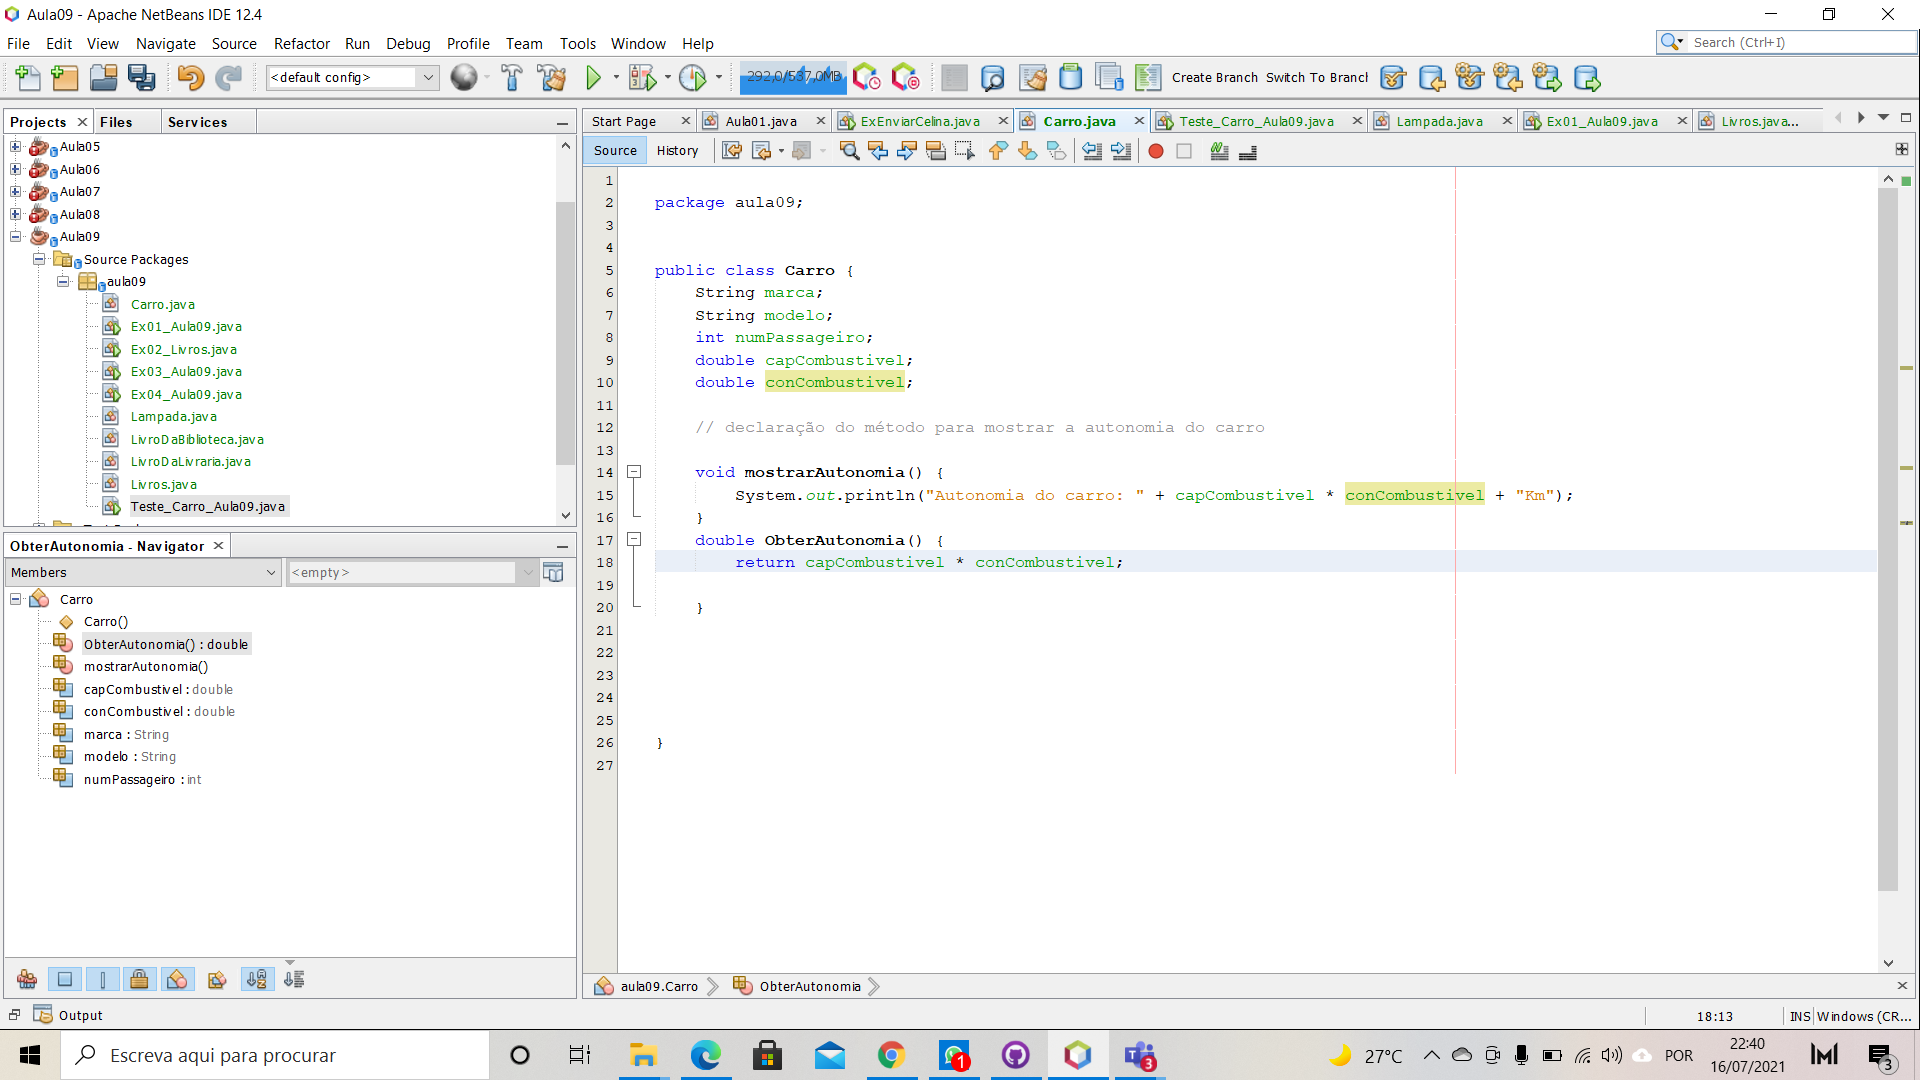 Aula09 - Apache NetBeans IDE 12.4
File Edit View Navigate Source Refactor Run Debug Profile Team Tools Window Help
Search (Ctrl+I)
<default config>
292,0/537,0MB
Create Branch Switch To Branch
Projects Files Services
Aula05
Aula06
Aula07
Aula08
Aula09
Source Packages
aula09
Carro.java
Ex01_Aula09.java
Ex02_Livros.java
Ex03_Aula09.java
Ex04_Aula09.java
Lampada.java
LivroDaBiblioteca.java
LivroDaLivraria.java
Livros.java
Teste_Carro_Aula09.java
ObterAutonomia - Navigator
Members
<empty>
Carro
Carro()
ObterAutonomia() : double
mostrarAutonomia()
capCombustivel : double
conCombustivel : double
marca : String
modelo : String
numPassageiro : int
Start Page Aula01.java ExEnviarCelina.java Carro.java Teste_Carro_Aula09.java Lampada.java Ex01_Aula09.java Livros.java...
Source History
1
2 package aula09;
3
4
5 public class Carro {
6 String marca;
7 String modelo;
8 int numPassageiro;
9 double capCombustivel;
10 double conCombustivel;
11
12 // declaração do método para mostrar a autonomia do carro
13
14 void mostrarAutonomia() {
15 System.out.println("Autonomia do carro: " + capCombustivel * conCombustivel + "Km");
16 }
17 double ObterAutonomia() {
18 return capCombustivel * conCombustivel;
19
20 }
21
22
23
24
25
26 }
27
aula09.Carro ObterAutonomia
Output
18:13 INS Windows (CR...
Escreva aqui para procurar
1
3
27°C
POR
22:40
16/07/2021
3